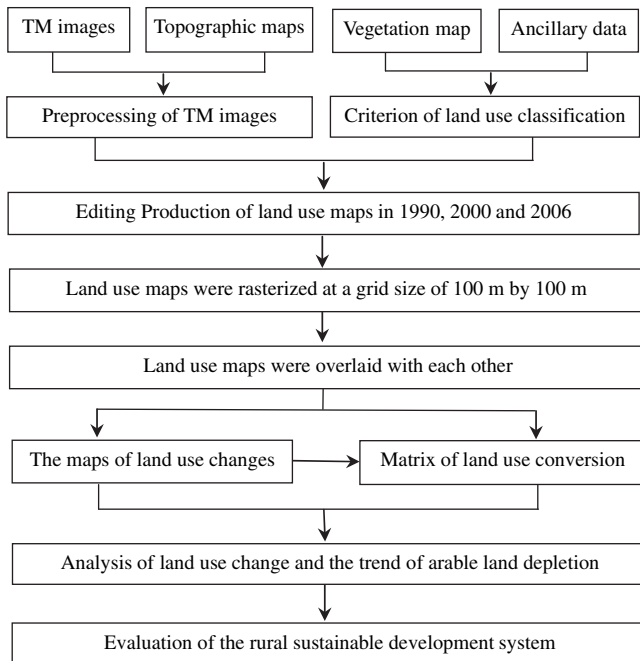 TM images
Topographic maps
Vegetation map
Ancillary data
Preprocessing of TM images
Criterion of land use classification
Editing Production of land use maps in 1990, 2000 and 2006
Land use maps were rasterized at a grid size of 100 m by 100 m
Land use maps were overlaid with each other
The maps of land use changes
Matrix of land use conversion
Analysis of land use change and the trend of arable land depletion
Evaluation of the rural sustainable development system